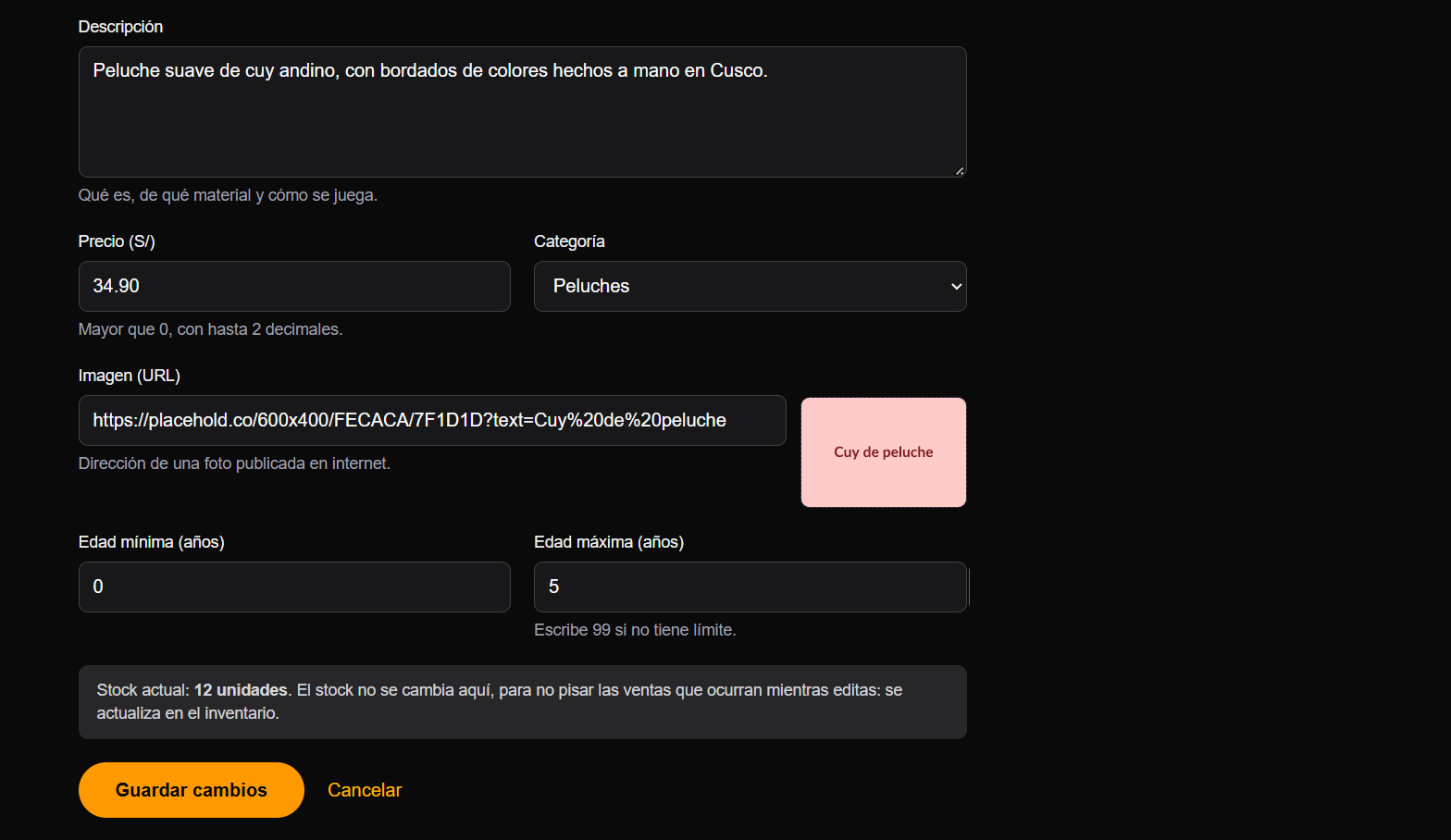 Descripción
Peluche suave de cuy andino, con bordados de colores hechos a mano en Cusco.
Qué es, de qué material y cómo se juega.
Precio (S/)
Categoría
34.90
Peluches
Mayor que 0, con hasta 2 decimales.
Imagen (URL)
https://placehold.co/600x400/FECACA/7F1D1D?text=Cuy%20de%20peluche
Cuy de peluche
Dirección de una foto publicada en internet.
Edad mínima (años)
Edad máxima (años)
0
5
Escribe 99 si no tiene límite.
Stock actual: 12 unidades. El stock no se cambia aquí, para no pisar las ventas que ocurran mientras editas: se
actualiza en el inventario.
Guardar cambios
Cancelar